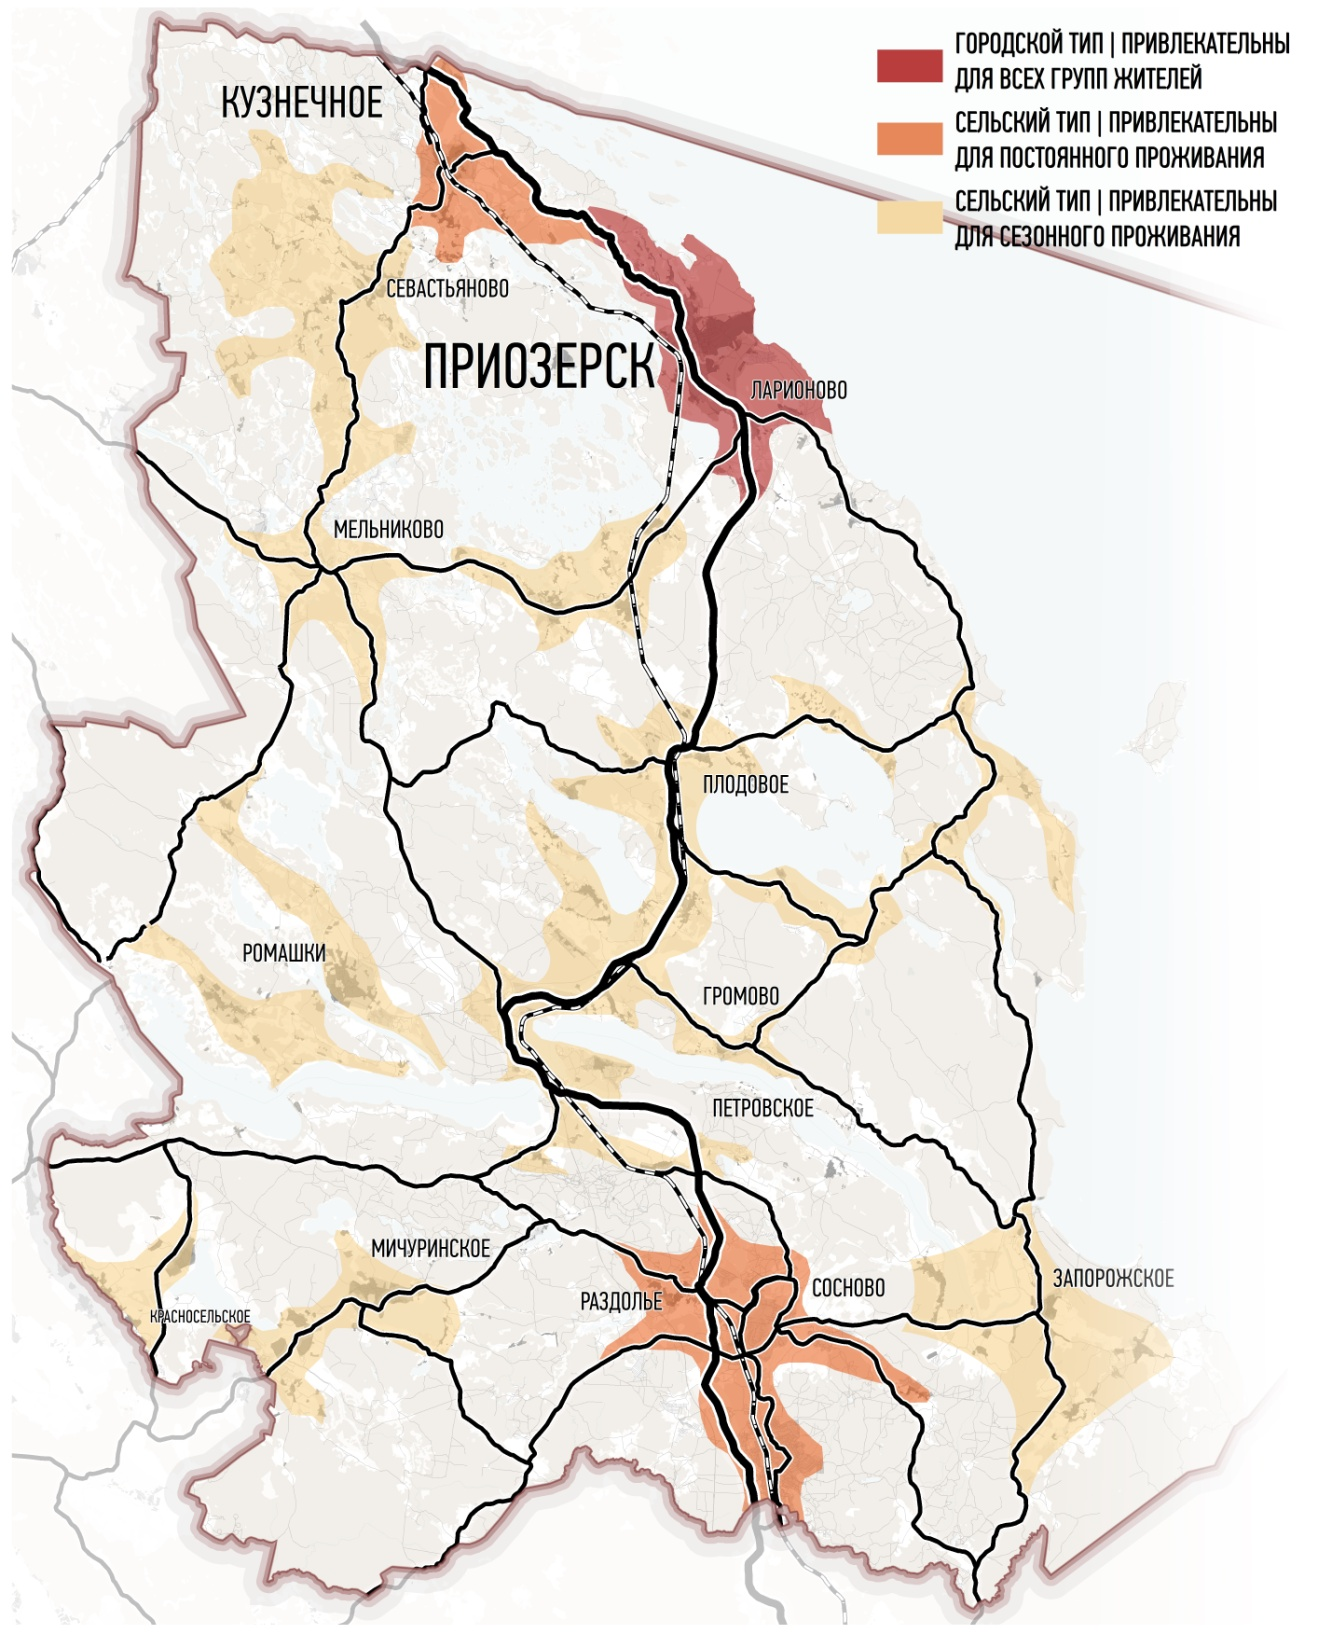 ГОРОДСКОЙ ТИП | ПРИВЛЕКАТЕЛЬНЫ
ДЛЯ ВСЕХ ГРУПП ЖИТЕЛЕЙ
СЕЛЬСКИЙ ТИП | ПРИВЛЕКАТЕЛЬНЫ
ДЛЯ ПОСТОЯННОГО ПРОЖИВАНИЯ
СЕЛЬСКИЙ ТИП | ПРИВЛЕКАТЕЛЬНЫ
ДЛЯ СЕЗОННОГО ПРОЖИВАНИЯ
КУЗНЕЧНОЕ
СЕВАСТЬЯНОВО
ПРИОЗЕРСК
ЛАРИОНОВО
МЕЛЬНИКОВО
ПЛОДОВОЕ
РОМАШКИ
ГРОМОВО
ПЕТРОВСКОЕ
МИЧУРИНСКОЕ
ЗАПОРОЖСКОЕ
СОСНОВО
РАЗДОЛЬЕ
КРАСНОСЕЛЬСКОЕ